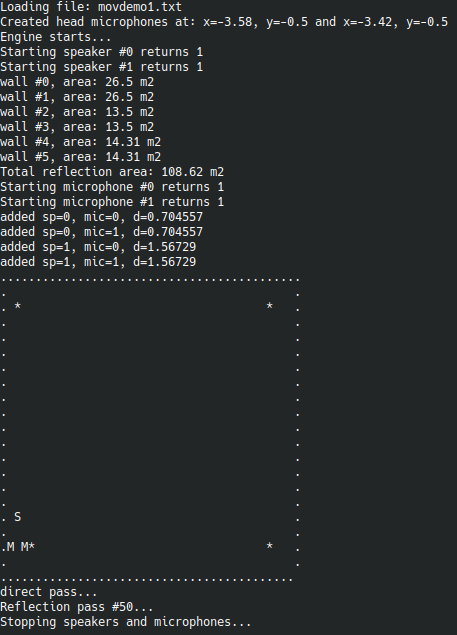 Loading file: movdemo1.txt
Created head microphones at: x=-3.58, y=-0.5 and x=-3.42, y=-0.5
Engine starts...
Starting speaker #0 returns 1
Starting speaker #1 returns 1
wall #0, area: 26.5 m2
wall #1, area: 26.5 m2
wall #2, area: 13.5 m2
wall #3, area: 13.5 m2
wall #4, area: 14.31 m2
wall #5, area: 14.31 m2
Total reflection area: 108.62 m2
Starting microphone #0 returns 1
Starting microphone #1 returns 1
added sp=0, mic=0, d=0.704557
added sp=0, mic=1, d=0.704557
added sp=1, mic=0, d=1.56729
added sp=1, mic=1, d=1.56729
...........................................
.                                         .
. *                                   *   .
.                                         .
.                                         .
.                                         .
.                                         .
.                                         .
.                                         .
.                                         .
.                                         .
.                                         .
.                                         .
.                                         .
.                                         .
.                                         .
. S                                       .
.                                         .
.M M*                                 *   .
.                                         .
..........................................
direct pass...
Reflection pass #50...
Stopping speakers and microphones...